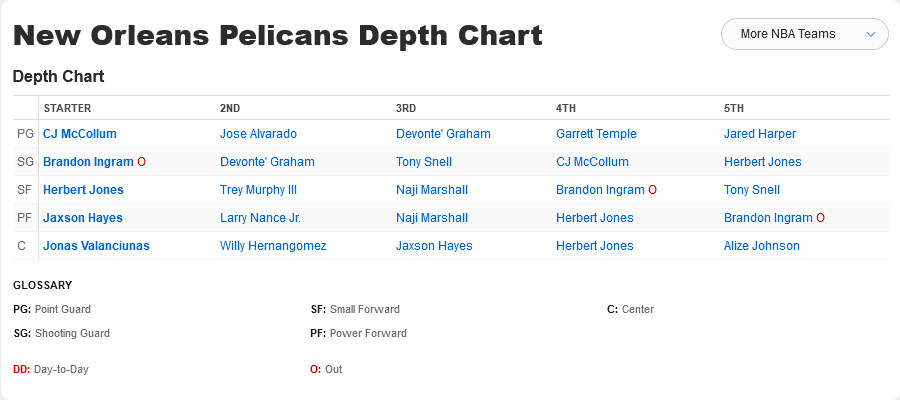 New Orleans Pelicans Depth Chart
More NBA Teams
Depth Chart
STARTER 2ND 3RD 4TH 5TH
PG CJ McCollum Jose Alvarado Devonte' Graham Garrett Temple Jared Harper
SG Brandon Ingram O Devonte' Graham Tony Snell CJ McCollum Herbert Jones
SF Herbert Jones Trey Murphy III Naji Marshall Brandon Ingram O Tony Snell
PF Jaxson Hayes Larry Nance Jr. Naji Marshall Herbert Jones Brandon Ingram O
C Jonas Valanciunas Willy Hernangomez Jaxson Hayes Herbert Jones Alize Johnson
GLOSSARY
PG: Point Guard SF: Small Forward C: Center
SG: Shooting Guard PF: Power Forward
DD: Day-to-Day O: Out